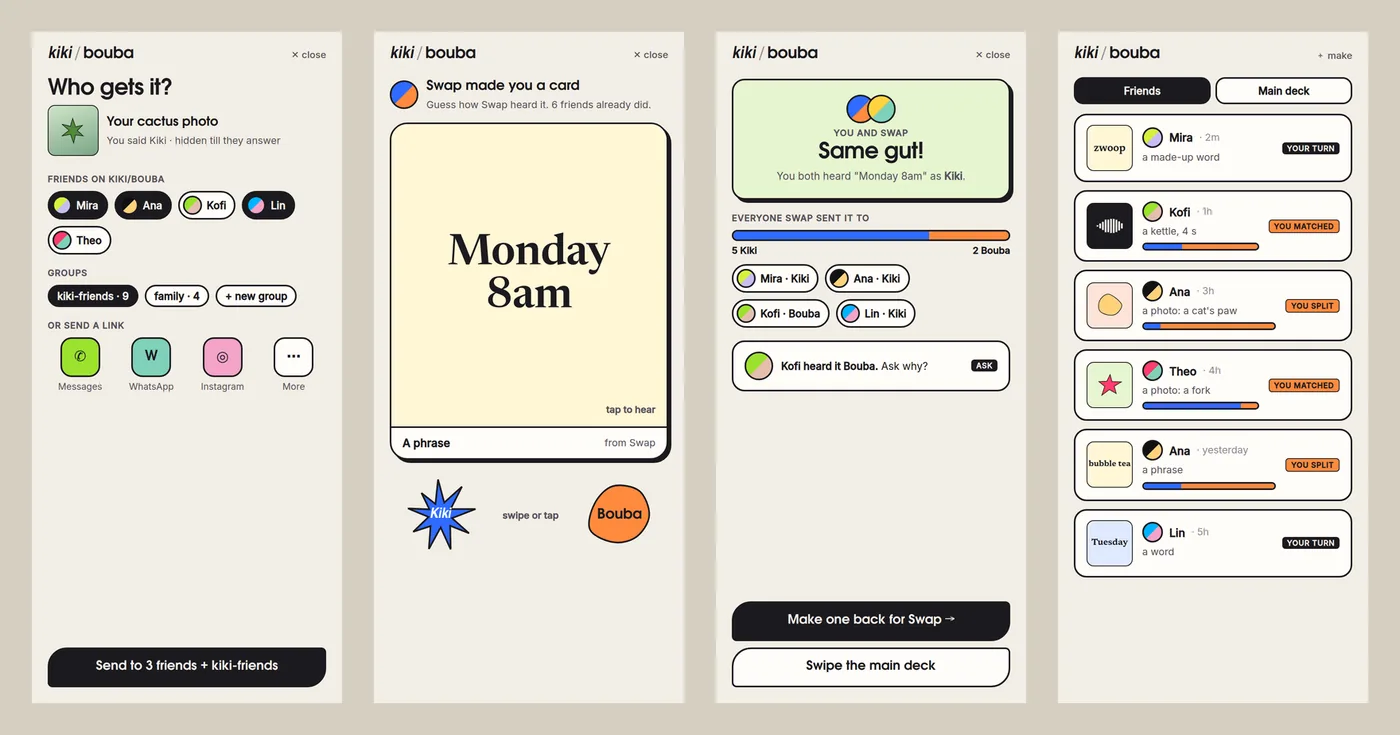 kiki / bouba
× close
Who gets it?
Your cactus photo
You said Kiki · hidden till they answer
FRIENDS ON KIKI/BOUBA
Mira
Ana
Kofi
Lin
Theo
GROUPS
kiki-friends · 9
family · 4
+ new group
OR SEND A LINK
W
Messages
WhatsApp
Instagram
More
Send to 3 friends + kiki-friends
kiki / bouba
× close
Swap made you a card
Guess how Swap heard it. 6 friends already did.
Monday
8am
tap to hear
A phrase
from Swap
Kiki
swipe or tap
Bouba
kiki / bouba
× close
YOU AND SWAP
Same gut!
You both heard "Monday 8am" as Kiki.
EVERYONE SWAP SENT IT TO
5 Kiki
2 Bouba
Mira · Kiki
Ana · Kiki
Kofi · Bouba
Lin · Kiki
Kofi heard it Bouba. Ask why?
ASK
Make one back for Swap →
Swipe the main deck
kiki / bouba
+ make
Friends
Main deck
zwoop
Mira · 2m
a made-up word
YOUR TURN
Kofi · 1h
a kettle, 4 s
YOU MATCHED
Ana · 3h
a photo: a cat's paw
YOU SPLIT
Theo · 4h
a photo: a fork
YOU MATCHED
bubble tea
Ana · yesterday
a phrase
YOU SPLIT
Tuesday
Lin · 5h
a word
YOUR TURN